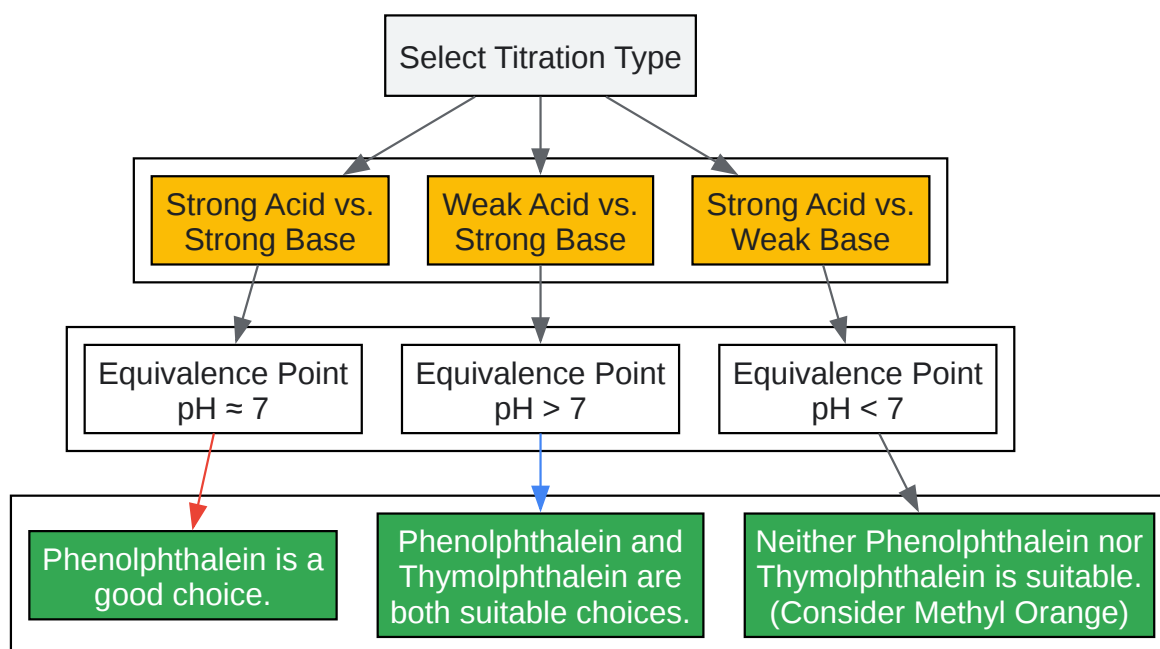 Select Titration Type
Strong Acid vs.
Strong Base
Weak Acid vs.
Strong Base
Strong Acid vs.
Weak Base
Equivalence Point
pH ≈ 7
Equivalence Point
pH > 7
Equivalence Point
pH < 7
Phenolphthalein is a
good choice.
Phenolphthalein and
Thymolphthalein are
both suitable choices.
Neither Phenolphthalein nor
Thymolphthalein is suitable.
(Consider Methyl Orange)